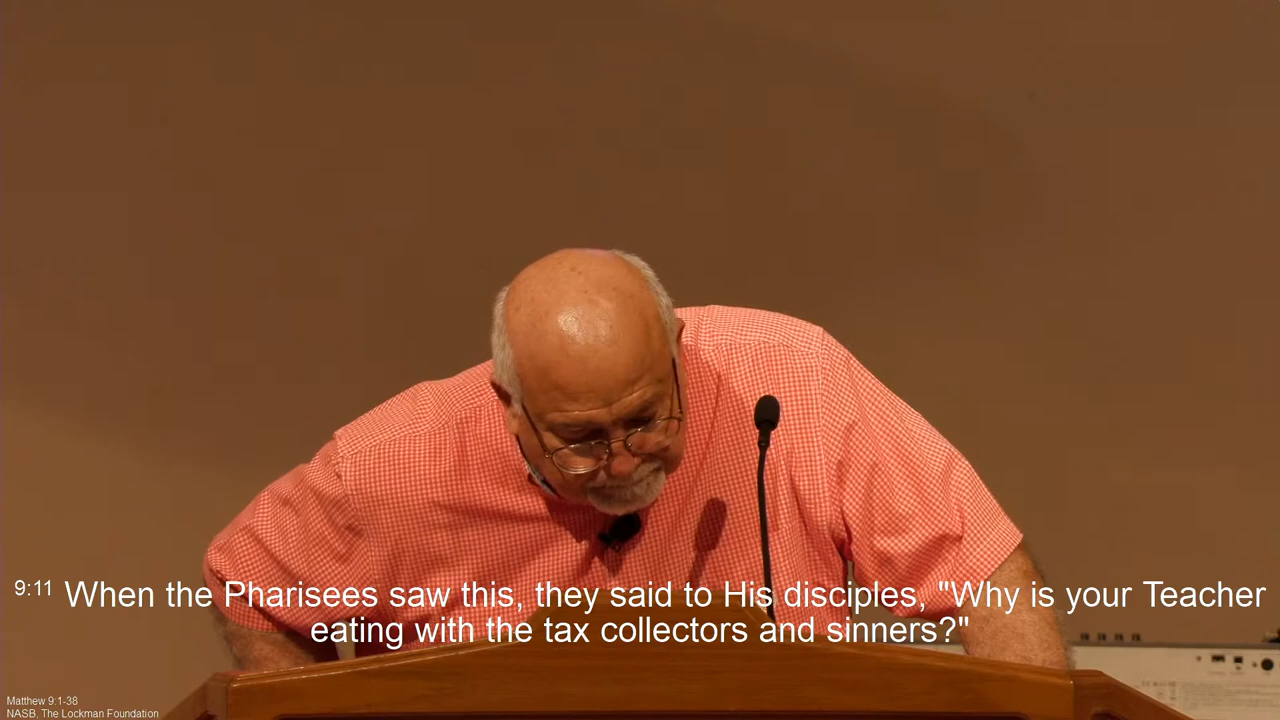 9:11 When the Pharisees saw this, they said to His disciples, "Why is your Teacher
eating with the tax collectors and sinners?"
Matthew 9:1-38
NASB, The Lockman Foundation